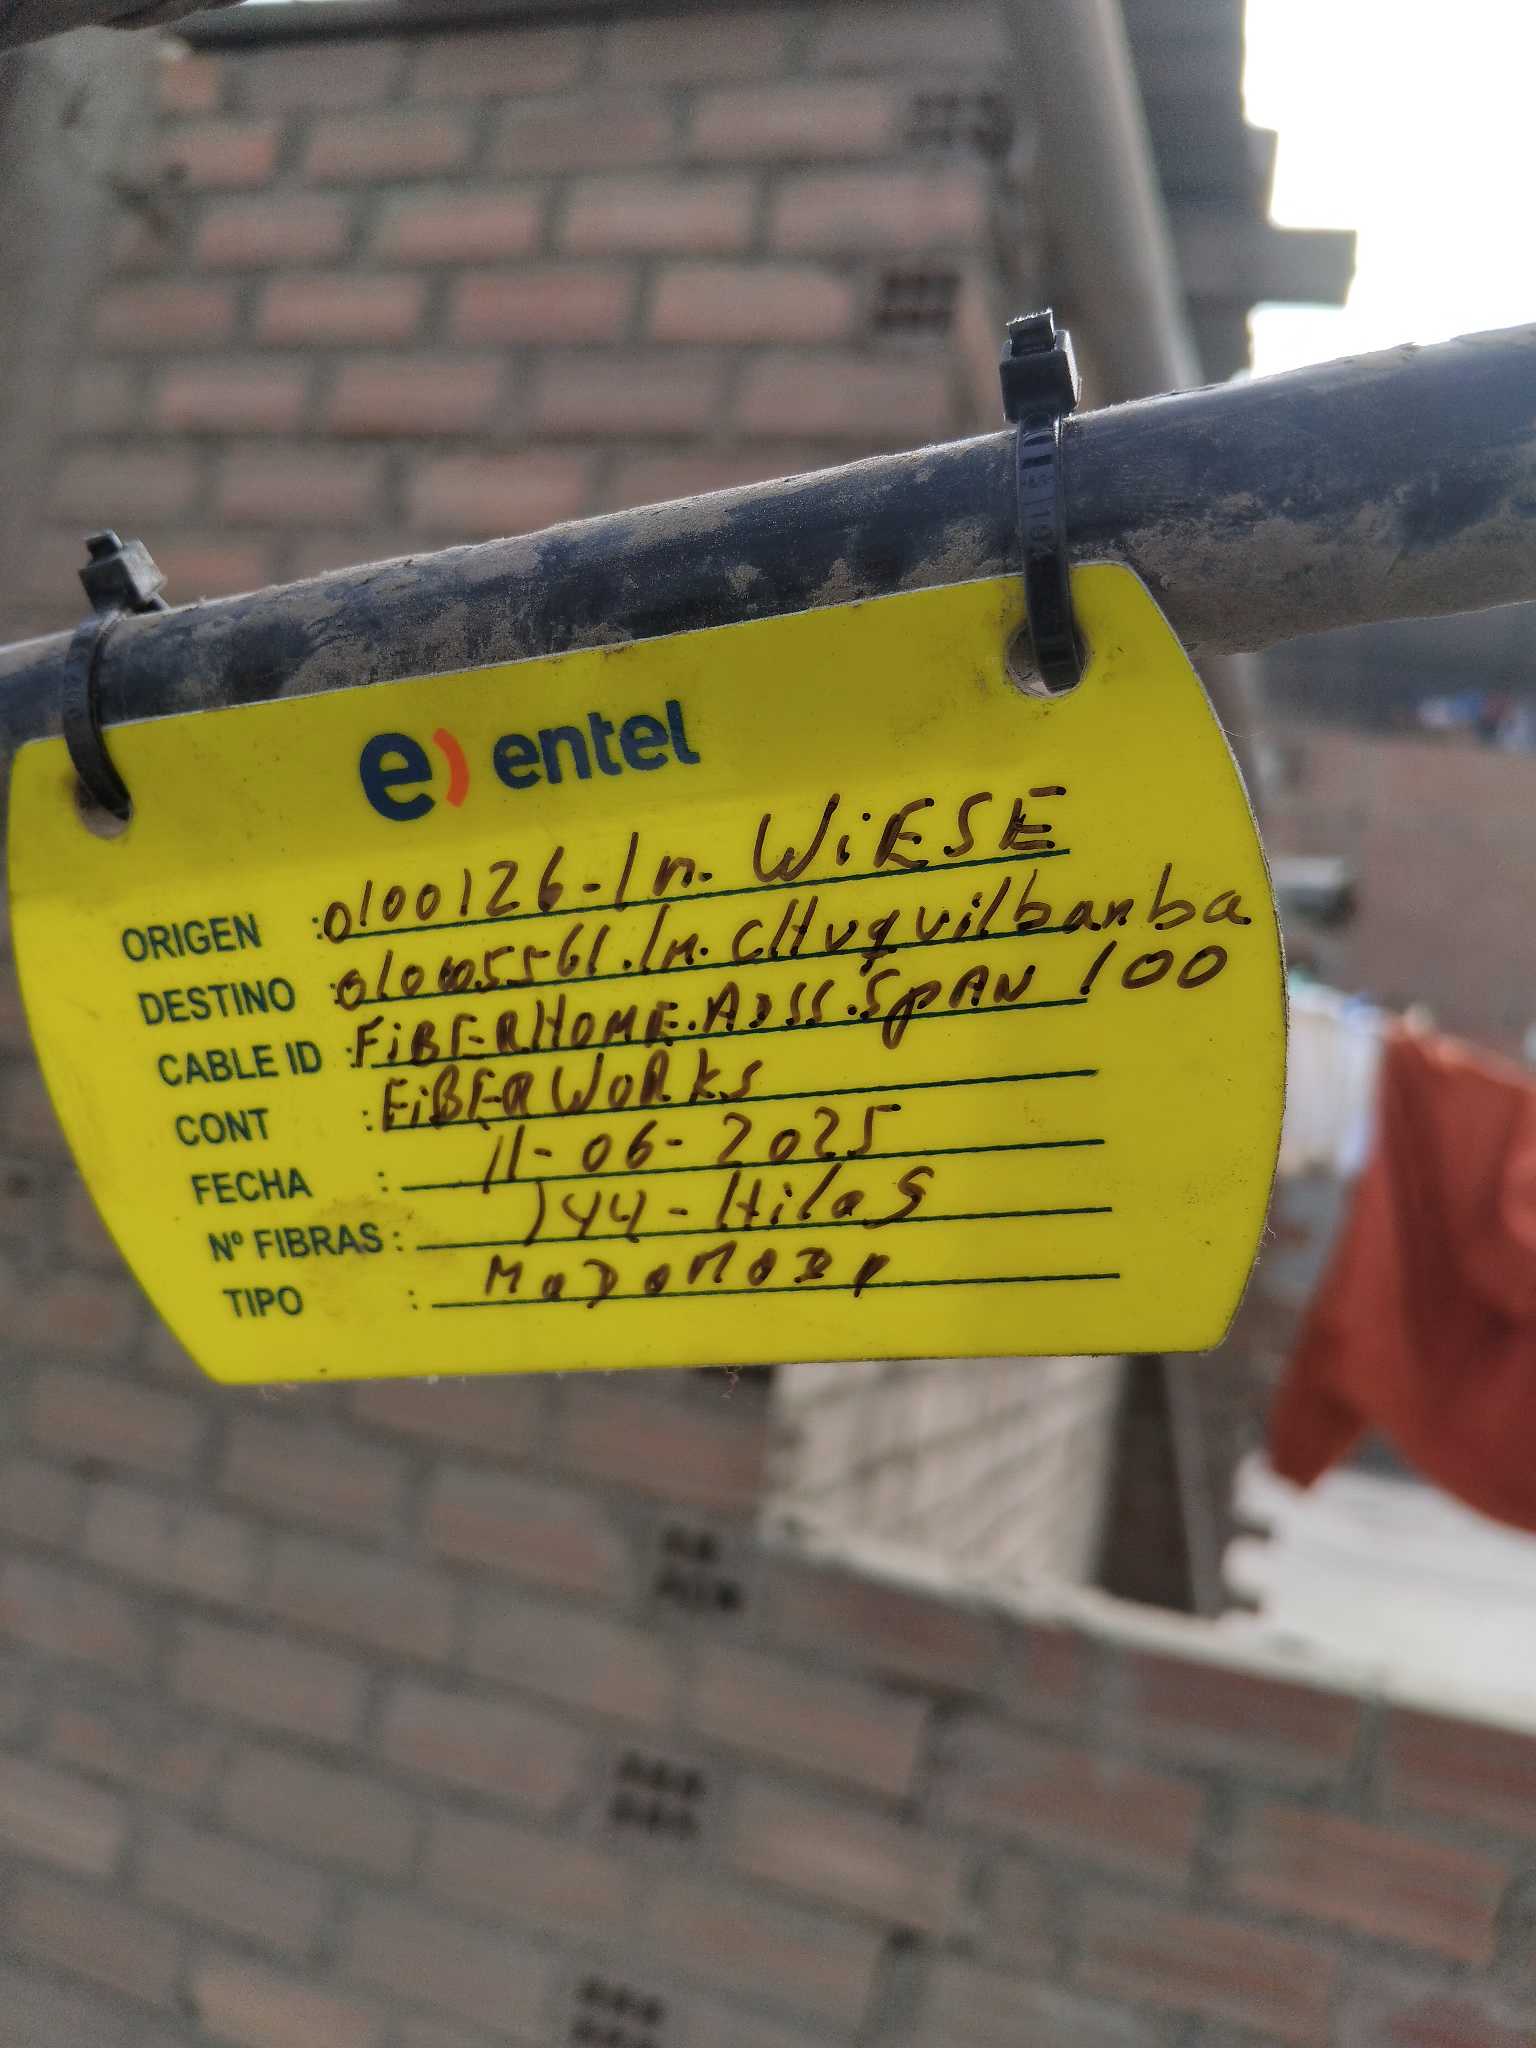 e) entel
ORIGEN : 0100126-Lm. WiESE
DESTINO : Lm. CHuquilbanba
CABLE ID : FiBERHOME.ADSS.SpAN 100
CONT : FiBERWORKS
FECHA : 11-06-2025
Nº FIBRAS : 144-Hilos
TIPO :